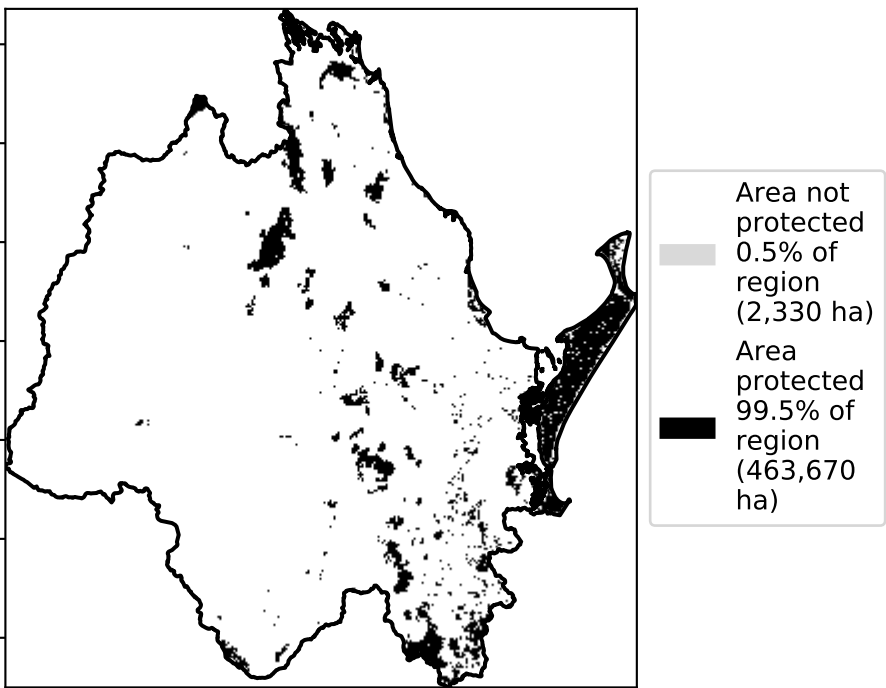 Area not
protected
0.5% of
region
(2,330 ha)
Area
protected
99.5% of
region
(463,670
ha)